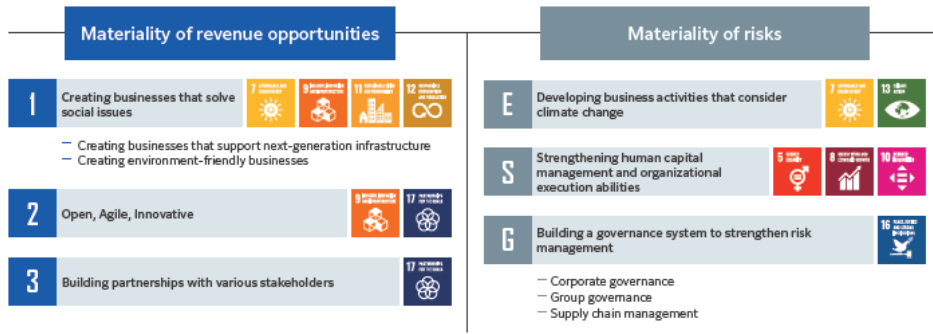 Materiality of revenue opportunities
1
Creating businesses that solve
social issues
7
9
11
12
— Creating businesses that support next-generation infrastructure
— Creating environment-friendly businesses
2
Open, Agile, Innovative
9
17
3
Building partnerships with various stakeholders
17
Materiality of risks
E
Developing business activities that consider
climate change
7
13
S
Strengthening human capital
management and organizational
execution abilities
5
8
10
G
Building a governance system to strengthen risk
management
16
— Corporate governance
— Group governance
— Supply chain management